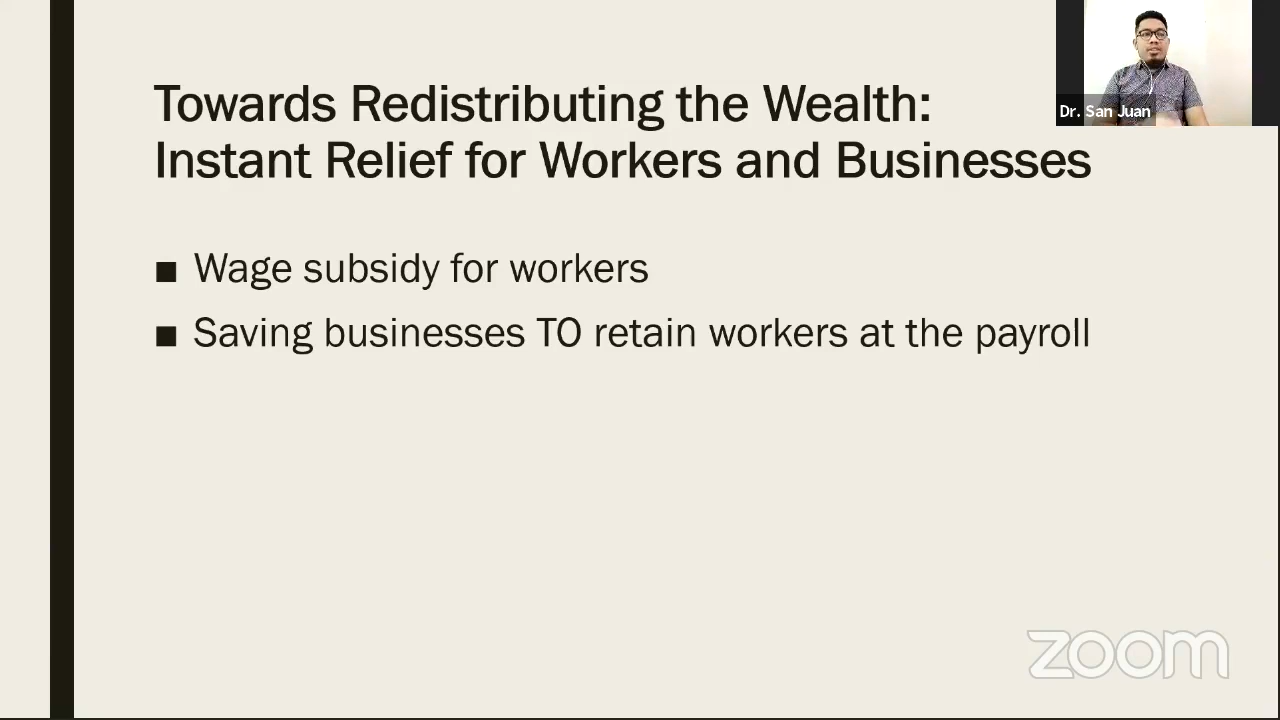 Towards Redistributing the Wealth:
Instant Relief for Workers and Businesses
■ Wage subsidy for workers
■ Saving businesses TO retain workers at the payroll
Dr. San Juan
zoom